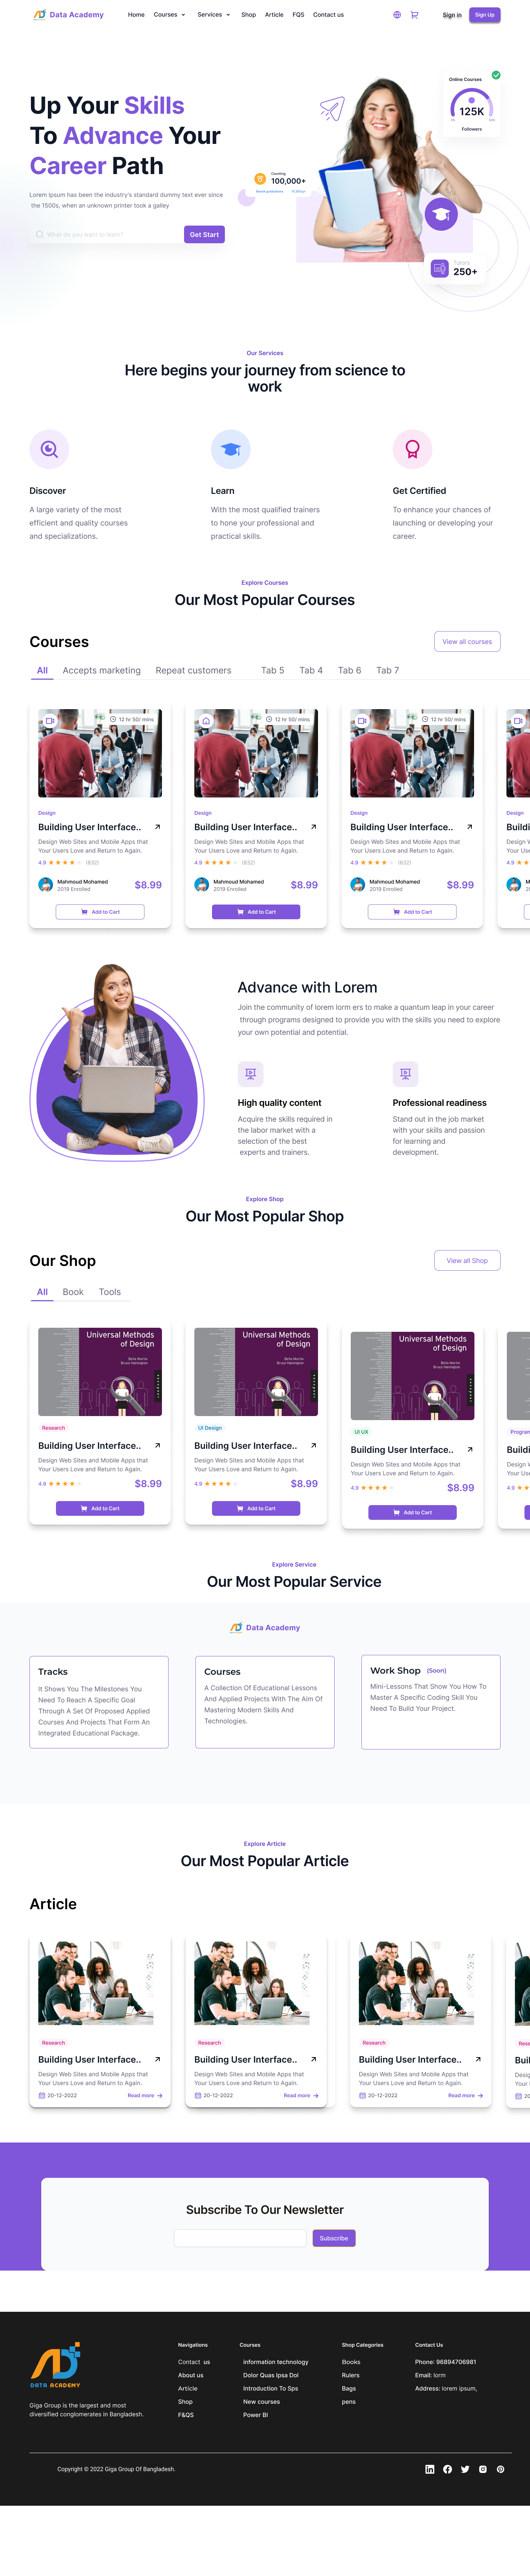 Data Academy
Home Courses Services Shop Article FQS Contact us
Sign in Sign Up
Up Your Skills
To Advance Your
Career Path
Lorem Ipsum has been the industry's standard dummy text ever since
the 1500s, when an unknown printer took a galley
What do you want to learn?
Get Start
Online Courses
125K
Followers
Counting
100,000+
Tutors
250+
Our Services
Here begins your journey from science to
work
Discover
A large variety of the most
efficient and quality courses
and specializations.
Learn
With the most qualified trainers
to hone your professional and
practical skills.
Get Certified
To enhance your chances of
launching or developing your
career.
Explore Courses
Our Most Popular Courses
Courses
View all courses
All Accepts marketing Repeat customers Tab 5 Tab 4 Tab 6 Tab 7
12 hr 50/ mins
Design
Building User Interface..
Design Web Sites and Mobile Apps that
Your Users Love and Return to Again.
4.9 (632)
Mahmoud Mohamed
2019 Enrolled
$8.99
Add to Cart
12 hr 50/ mins
Design
Building User Interface..
Design Web Sites and Mobile Apps that
Your Users Love and Return to Again.
4.9 (632)
Mahmoud Mohamed
2019 Enrolled
$8.99
Add to Cart
12 hr 50/ mins
Design
Building User Interface..
Design Web Sites and Mobile Apps that
Your Users Love and Return to Again.
4.9 (632)
Mahmoud Mohamed
2019 Enrolled
$8.99
Add to Cart
Design
4.9
Advance with Lorem
Join the community of lorem lorm ers to make a quantum leap in your career
through programs designed to provide you with the skills you need to explore
your own potential and potential.
High quality content
Acquire the skills required in
the labor market with a
selection of the best
experts and trainers.
Professional readiness
Stand out in the job market
with your skills and passion
for learning and
development.
Explore Shop
Our Most Popular Shop
Our Shop
View all Shop
All Book Tools
Universal Methods
of Design
Bella Martin
Bruce Hanington
Research
Building User Interface..
Design Web Sites and Mobile Apps that
Your Users Love and Return to Again.
4.9
$8.99
Add to Cart
Universal Methods
of Design
Bella Martin
Bruce Hanington
UI Design
Building User Interface..
Design Web Sites and Mobile Apps that
Your Users Love and Return to Again.
4.9
$8.99
Add to Cart
Universal Methods
of Design
Bella Martin
Bruce Hanington
UI UX
Building User Interface..
Design Web Sites and Mobile Apps that
Your Users Love and Return to Again.
4.9
$8.99
Add to Cart
4.9
Explore Service
Our Most Popular Service
Data Academy
Tracks
It Shows You The Milestones You
Need To Reach A Specific Goal
Through A Set Of Proposed Applied
Courses And Projects That Form An
Integrated Educational Package.
Courses
A Collection Of Educational Lessons
And Applied Projects With The Aim Of
Mastering Modern Skills And
Technologies.
Work Shop (Soon)
Mini-Lessons That Show You How To
Master A Specific Coding Skill You
Need To Build Your Project.
Explore Article
Our Most Popular Article
Article
Research
Building User Interface..
Design Web Sites and Mobile Apps that
Your Users Love and Return to Again.
20-12-2022 Read more
Research
Building User Interface..
Design Web Sites and Mobile Apps that
Your Users Love and Return to Again.
20-12-2022 Read more
Research
Building User Interface..
Design Web Sites and Mobile Apps that
Your Users Love and Return to Again.
20-12-2022 Read more
Subscribe To Our Newsletter
Subscribe
DATA ACADEMY
Giga Group is the largest and most
diversified conglomerates in Bangladesh.
Navigations
Contact us
About us
Article
Shop
F&QS
Courses
information technology
Dolor Quas Ipsa Dol
Introduction To Sps
New courses
Power BI
Shop Categories
Books
Rulers
Bags
pens
Contact Us
Phone: 96894706981
Email: lorm
Address: lorem ipsum,
Copyright © 2022 Giga Group Of Bangladesh.